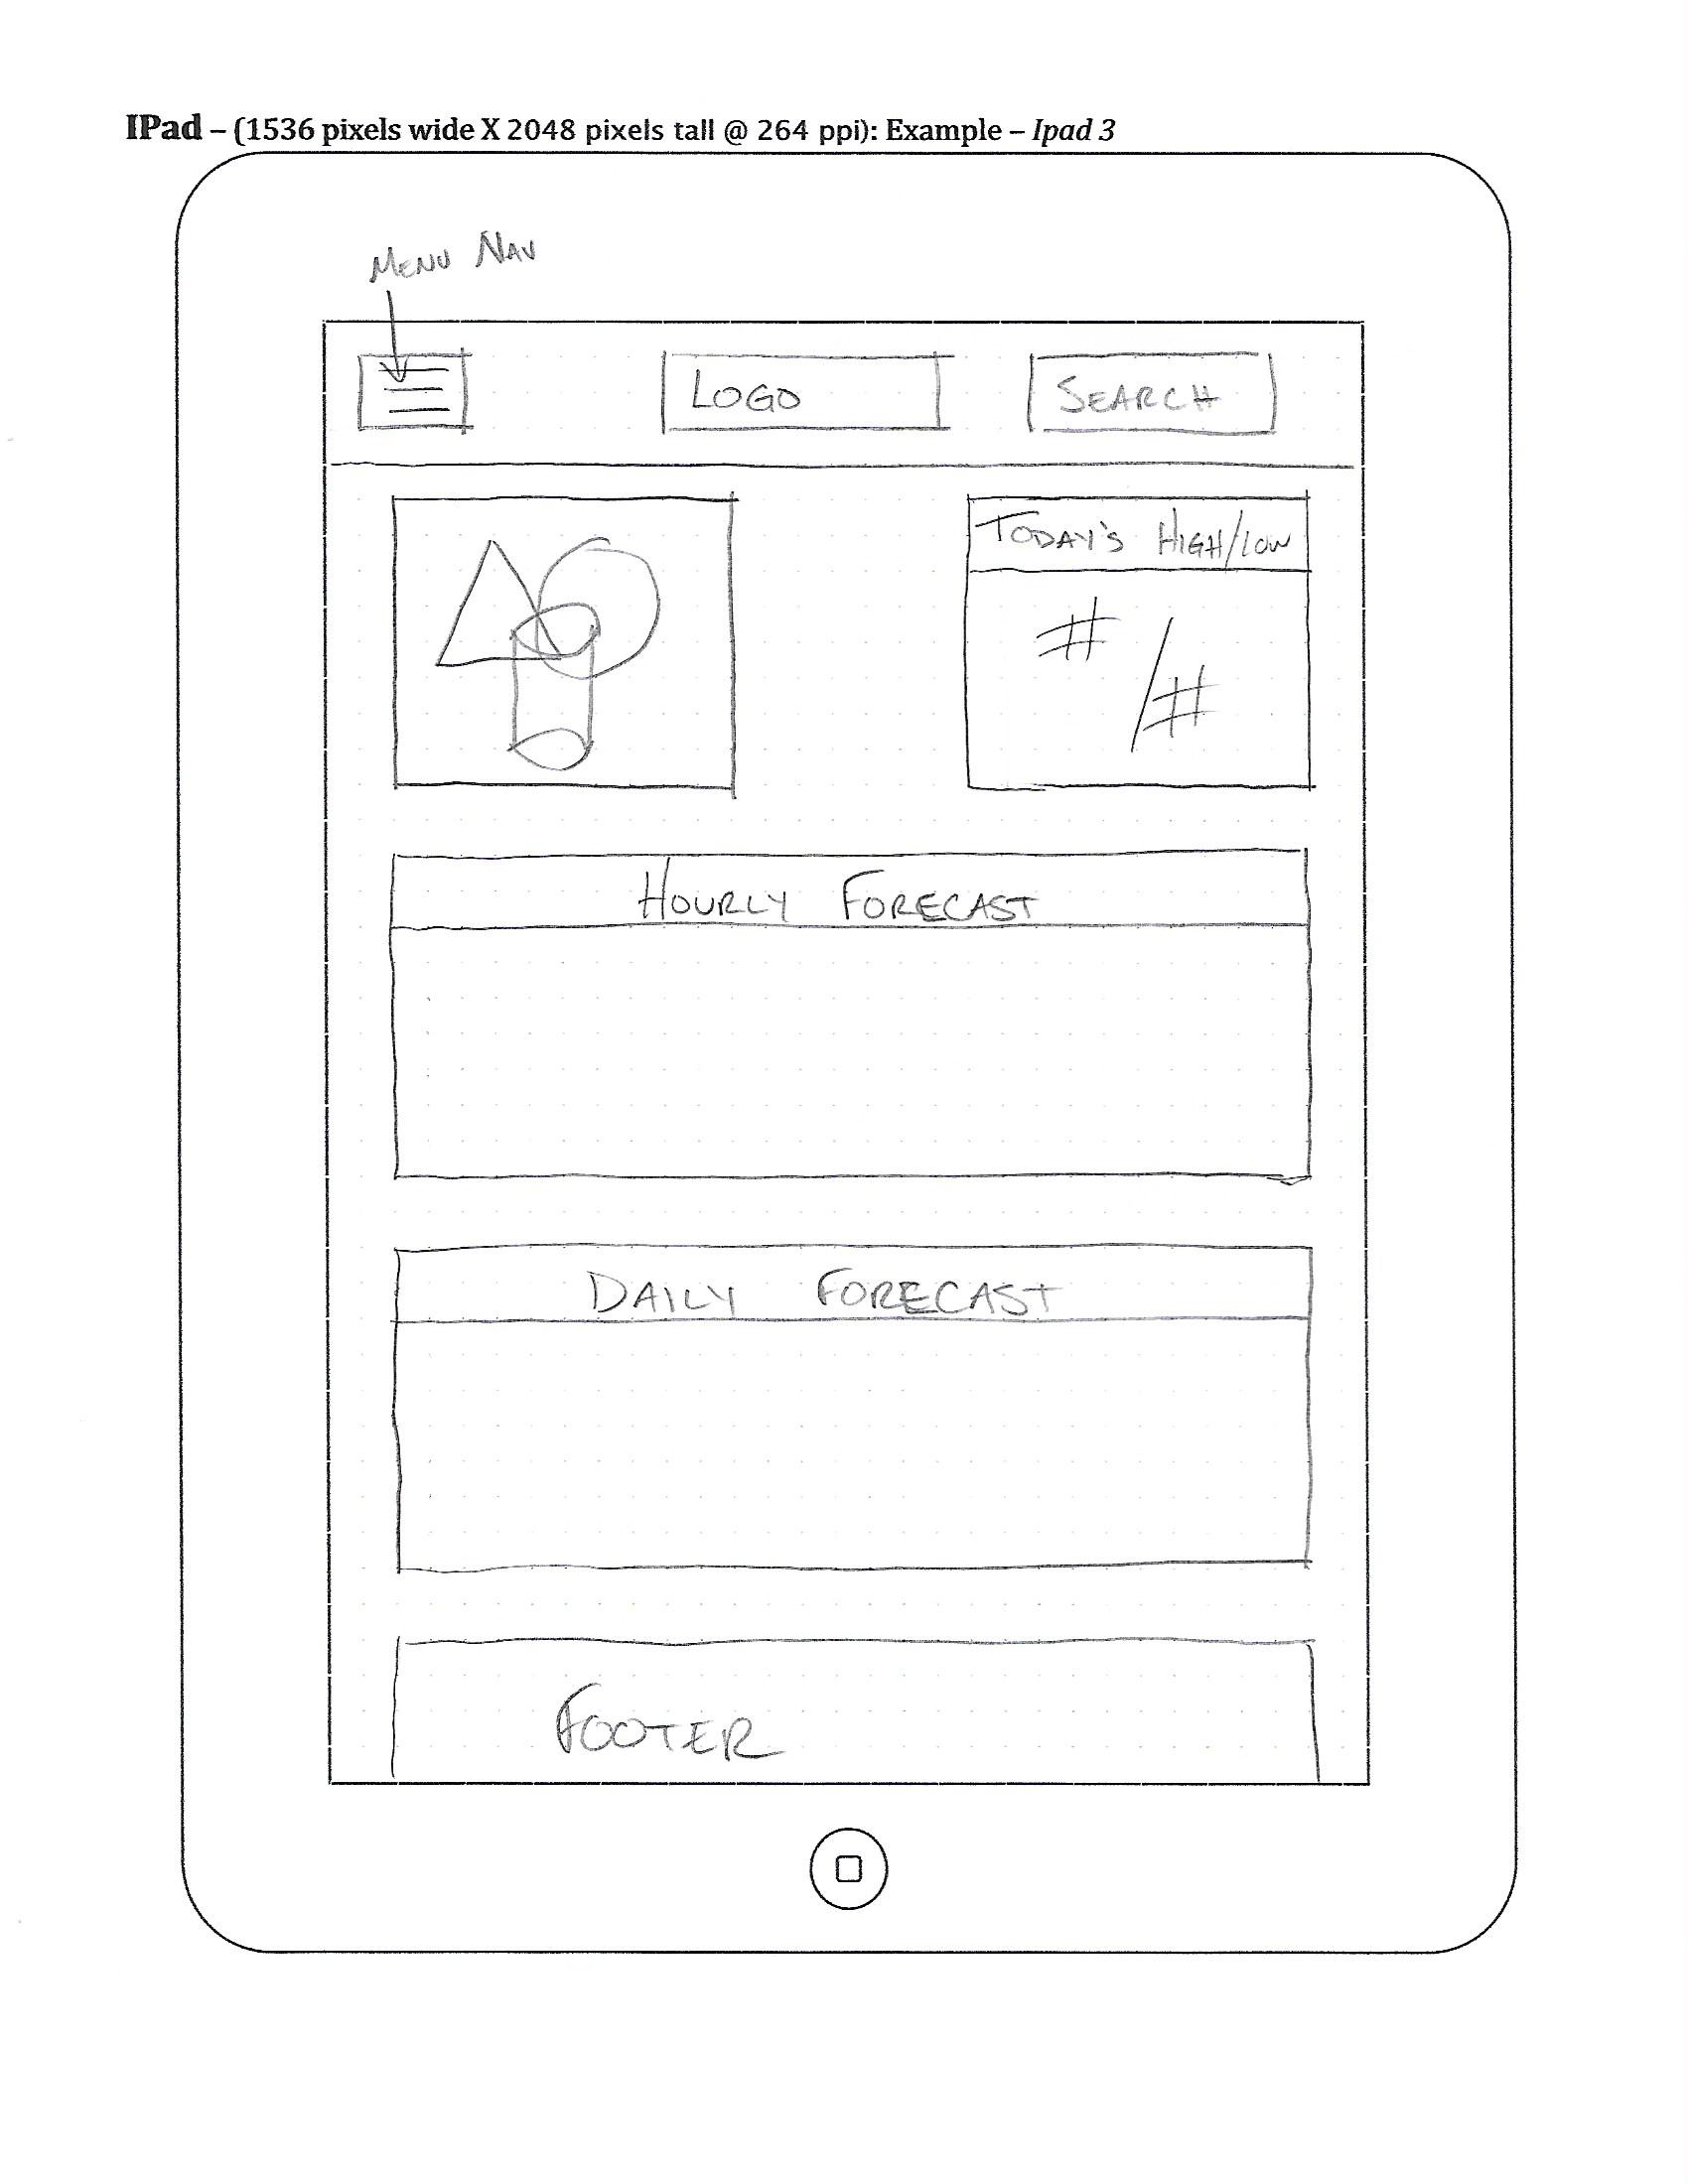 IPad – (1536 pixels wide X 2048 pixels tall @ 264 ppi): Example – Ipad 3
MENU NAV
LOGO
SEARCH
TODAY'S HIGH/LOW
#/#
HOURLY FORECAST
DAILY FORECAST
FOOTER